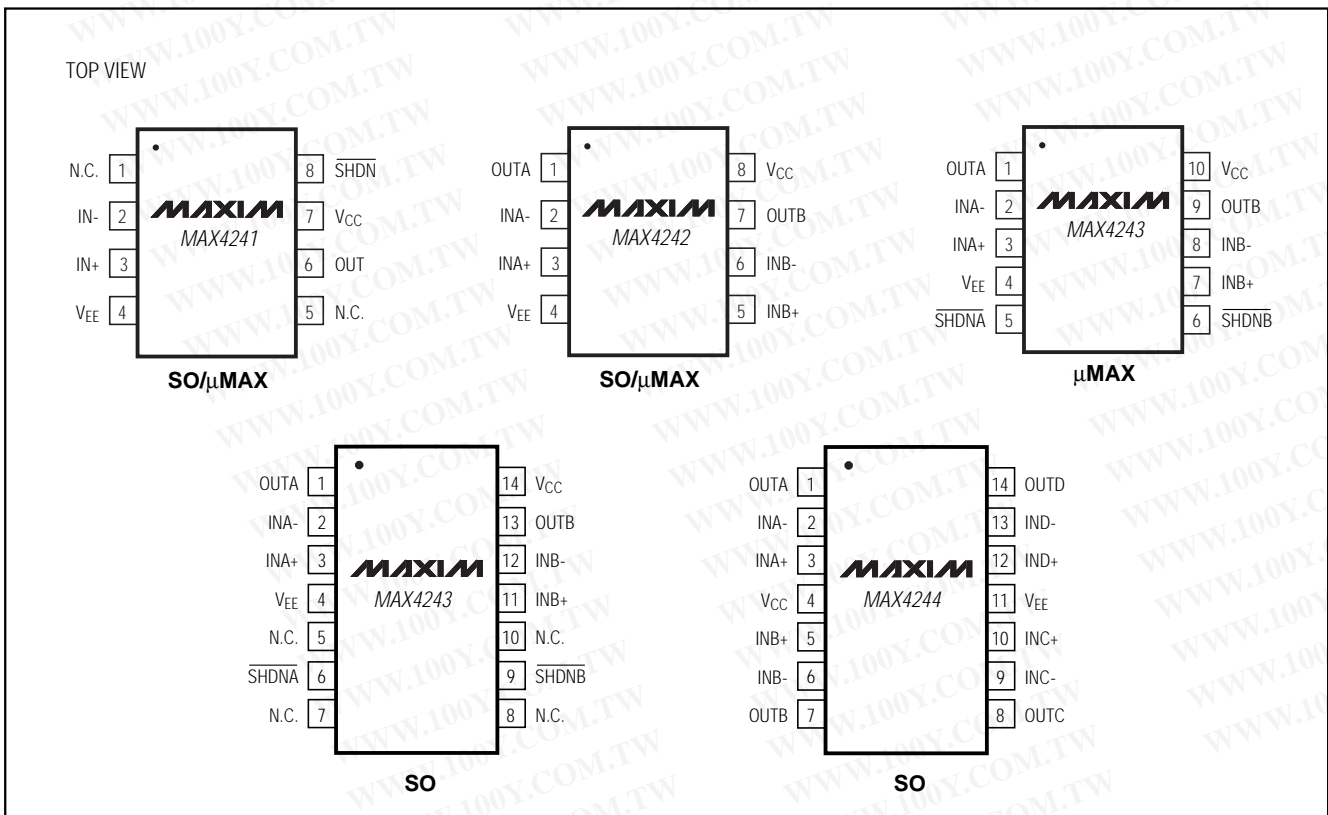 TOP VIEW
N.C. 1 8 SHDN
IN- 2 7 VCC
IN+ 3 6 OUT
VEE 4 5 N.C.
MAXIM
MAX4241
SO/µMAX
OUTA 1 8 VCC
INA- 2 7 OUTB
INA+ 3 6 INB-
VEE 4 5 INB+
MAXIM
MAX4242
SO/µMAX
OUTA 1 10 VCC
INA- 2 9 OUTB
INA+ 3 8 INB-
VEE 4 7 INB+
SHDNA 5 6 SHDNB
MAXIM
MAX4243
µMAX
OUTA 1 14 VCC
INA- 2 13 OUTB
INA+ 3 12 INB-
VEE 4 11 INB+
N.C. 5 10 N.C.
SHDNA 6 9 SHDNB
N.C. 7 8 N.C.
MAXIM
MAX4243
SO
OUTA 1 14 OUTD
INA- 2 13 IND-
INA+ 3 12 IND+
VCC 4 11 VEE
INB+ 5 10 INC+
INB- 6 9 INC-
OUTB 7 8 OUTC
MAXIM
MAX4244
SO
WWW.100Y.COM.TW